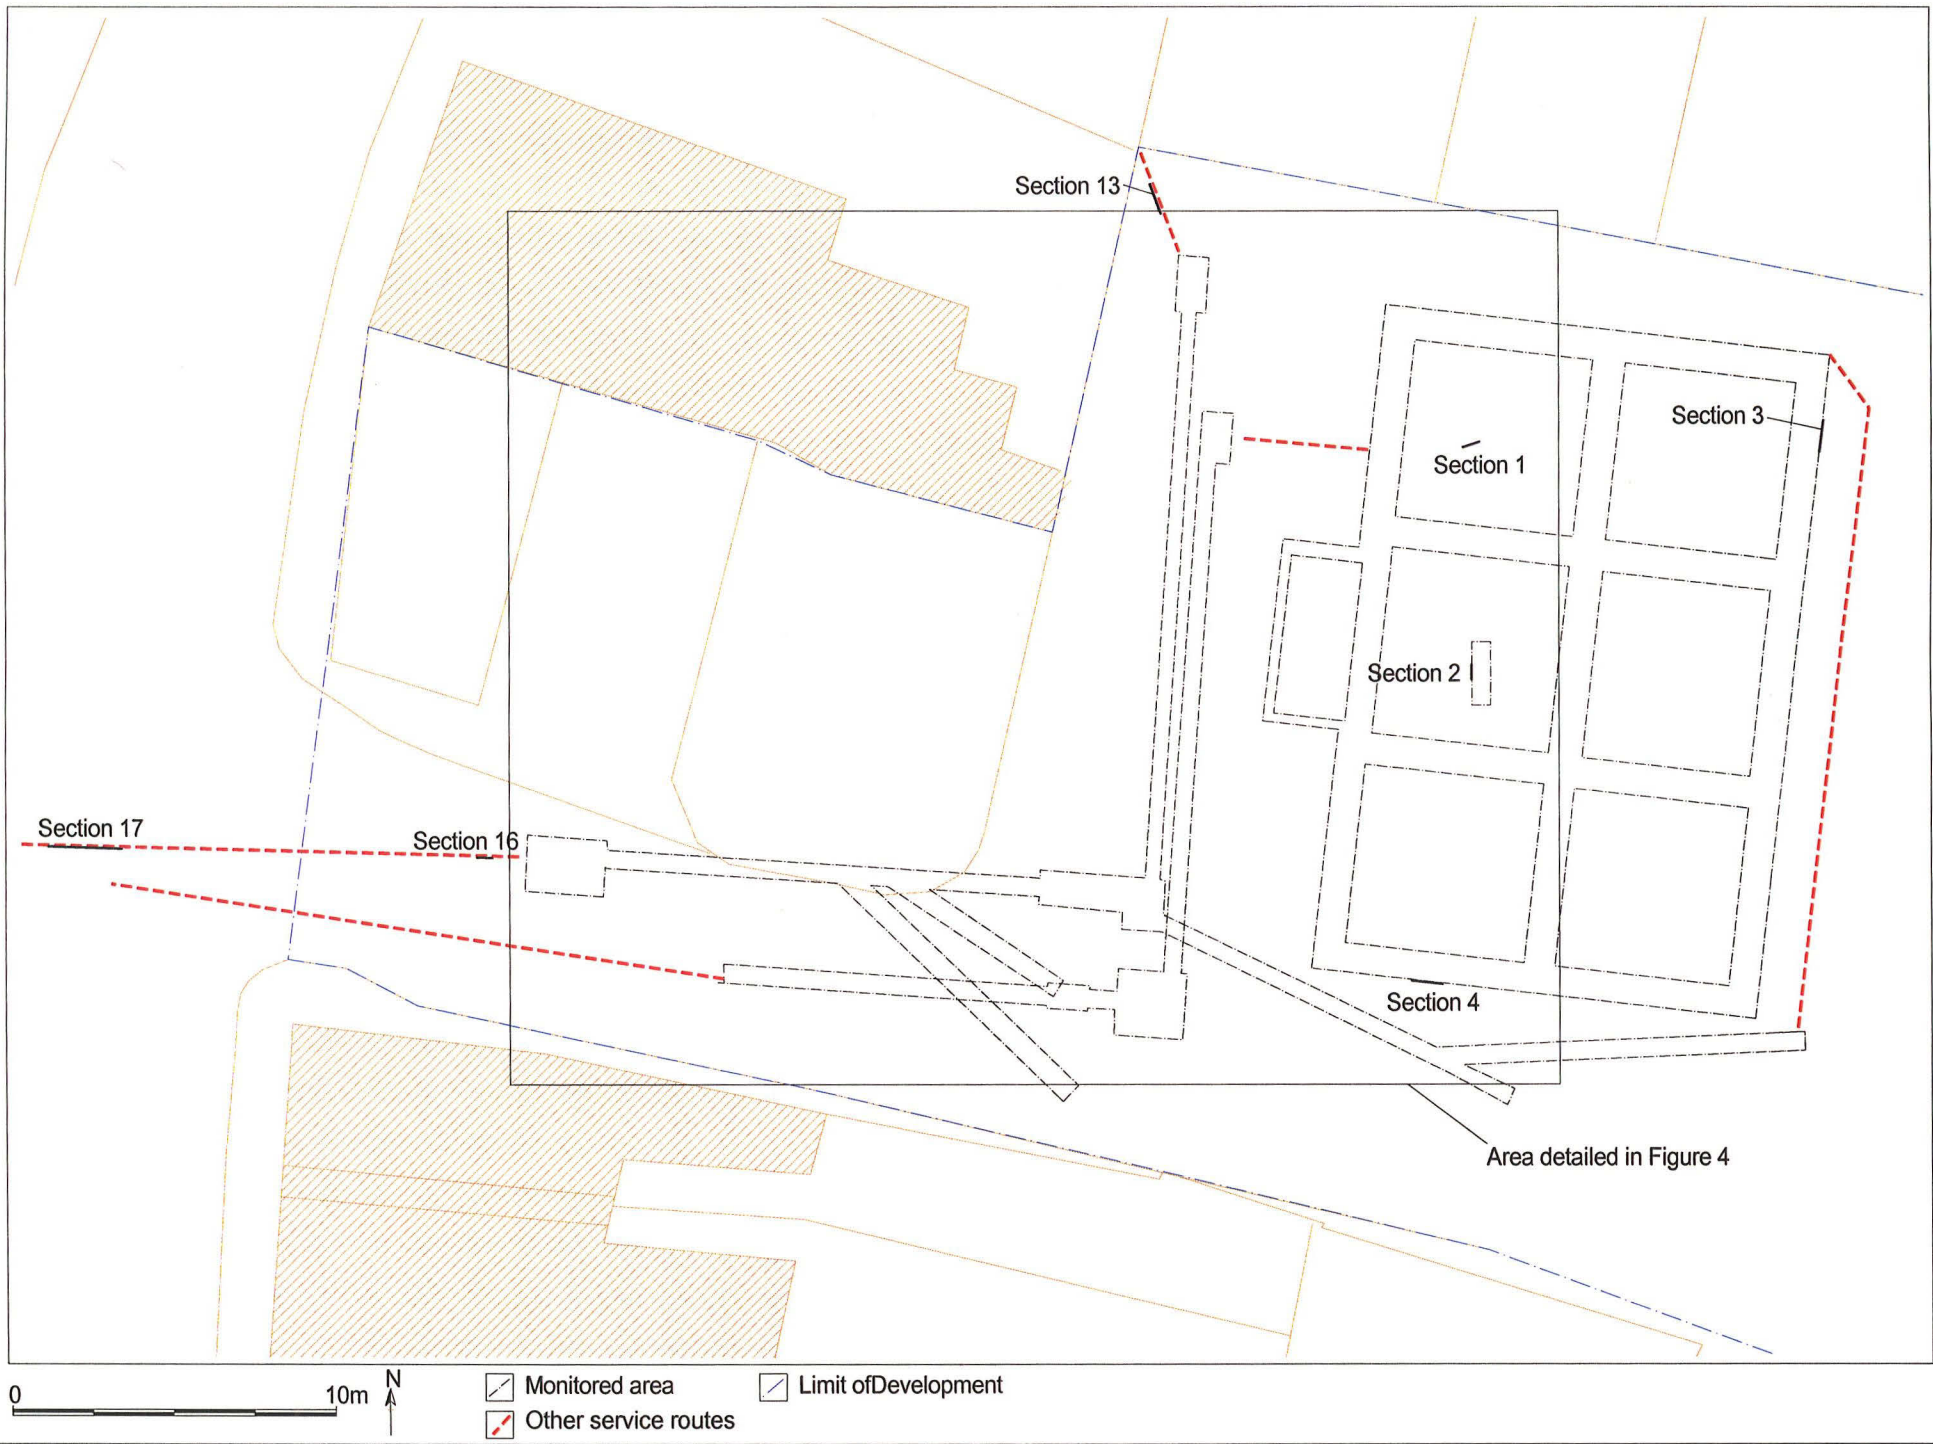 Section 13
Section 3
Section 1
Section 2
Section 17
Section 16
Section 4
Area detailed in Figure 4
0 10m
N
Monitored area
Limit ofDevelopment
Other service routes